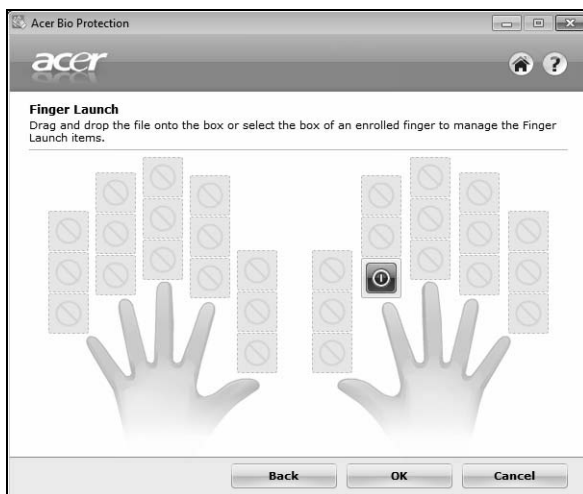 Acer Bio Protection
acer
Finger Launch
Drag and drop the file onto the box or select the box of an enrolled finger to manage the Finger
Launch items.
Back OK Cancel